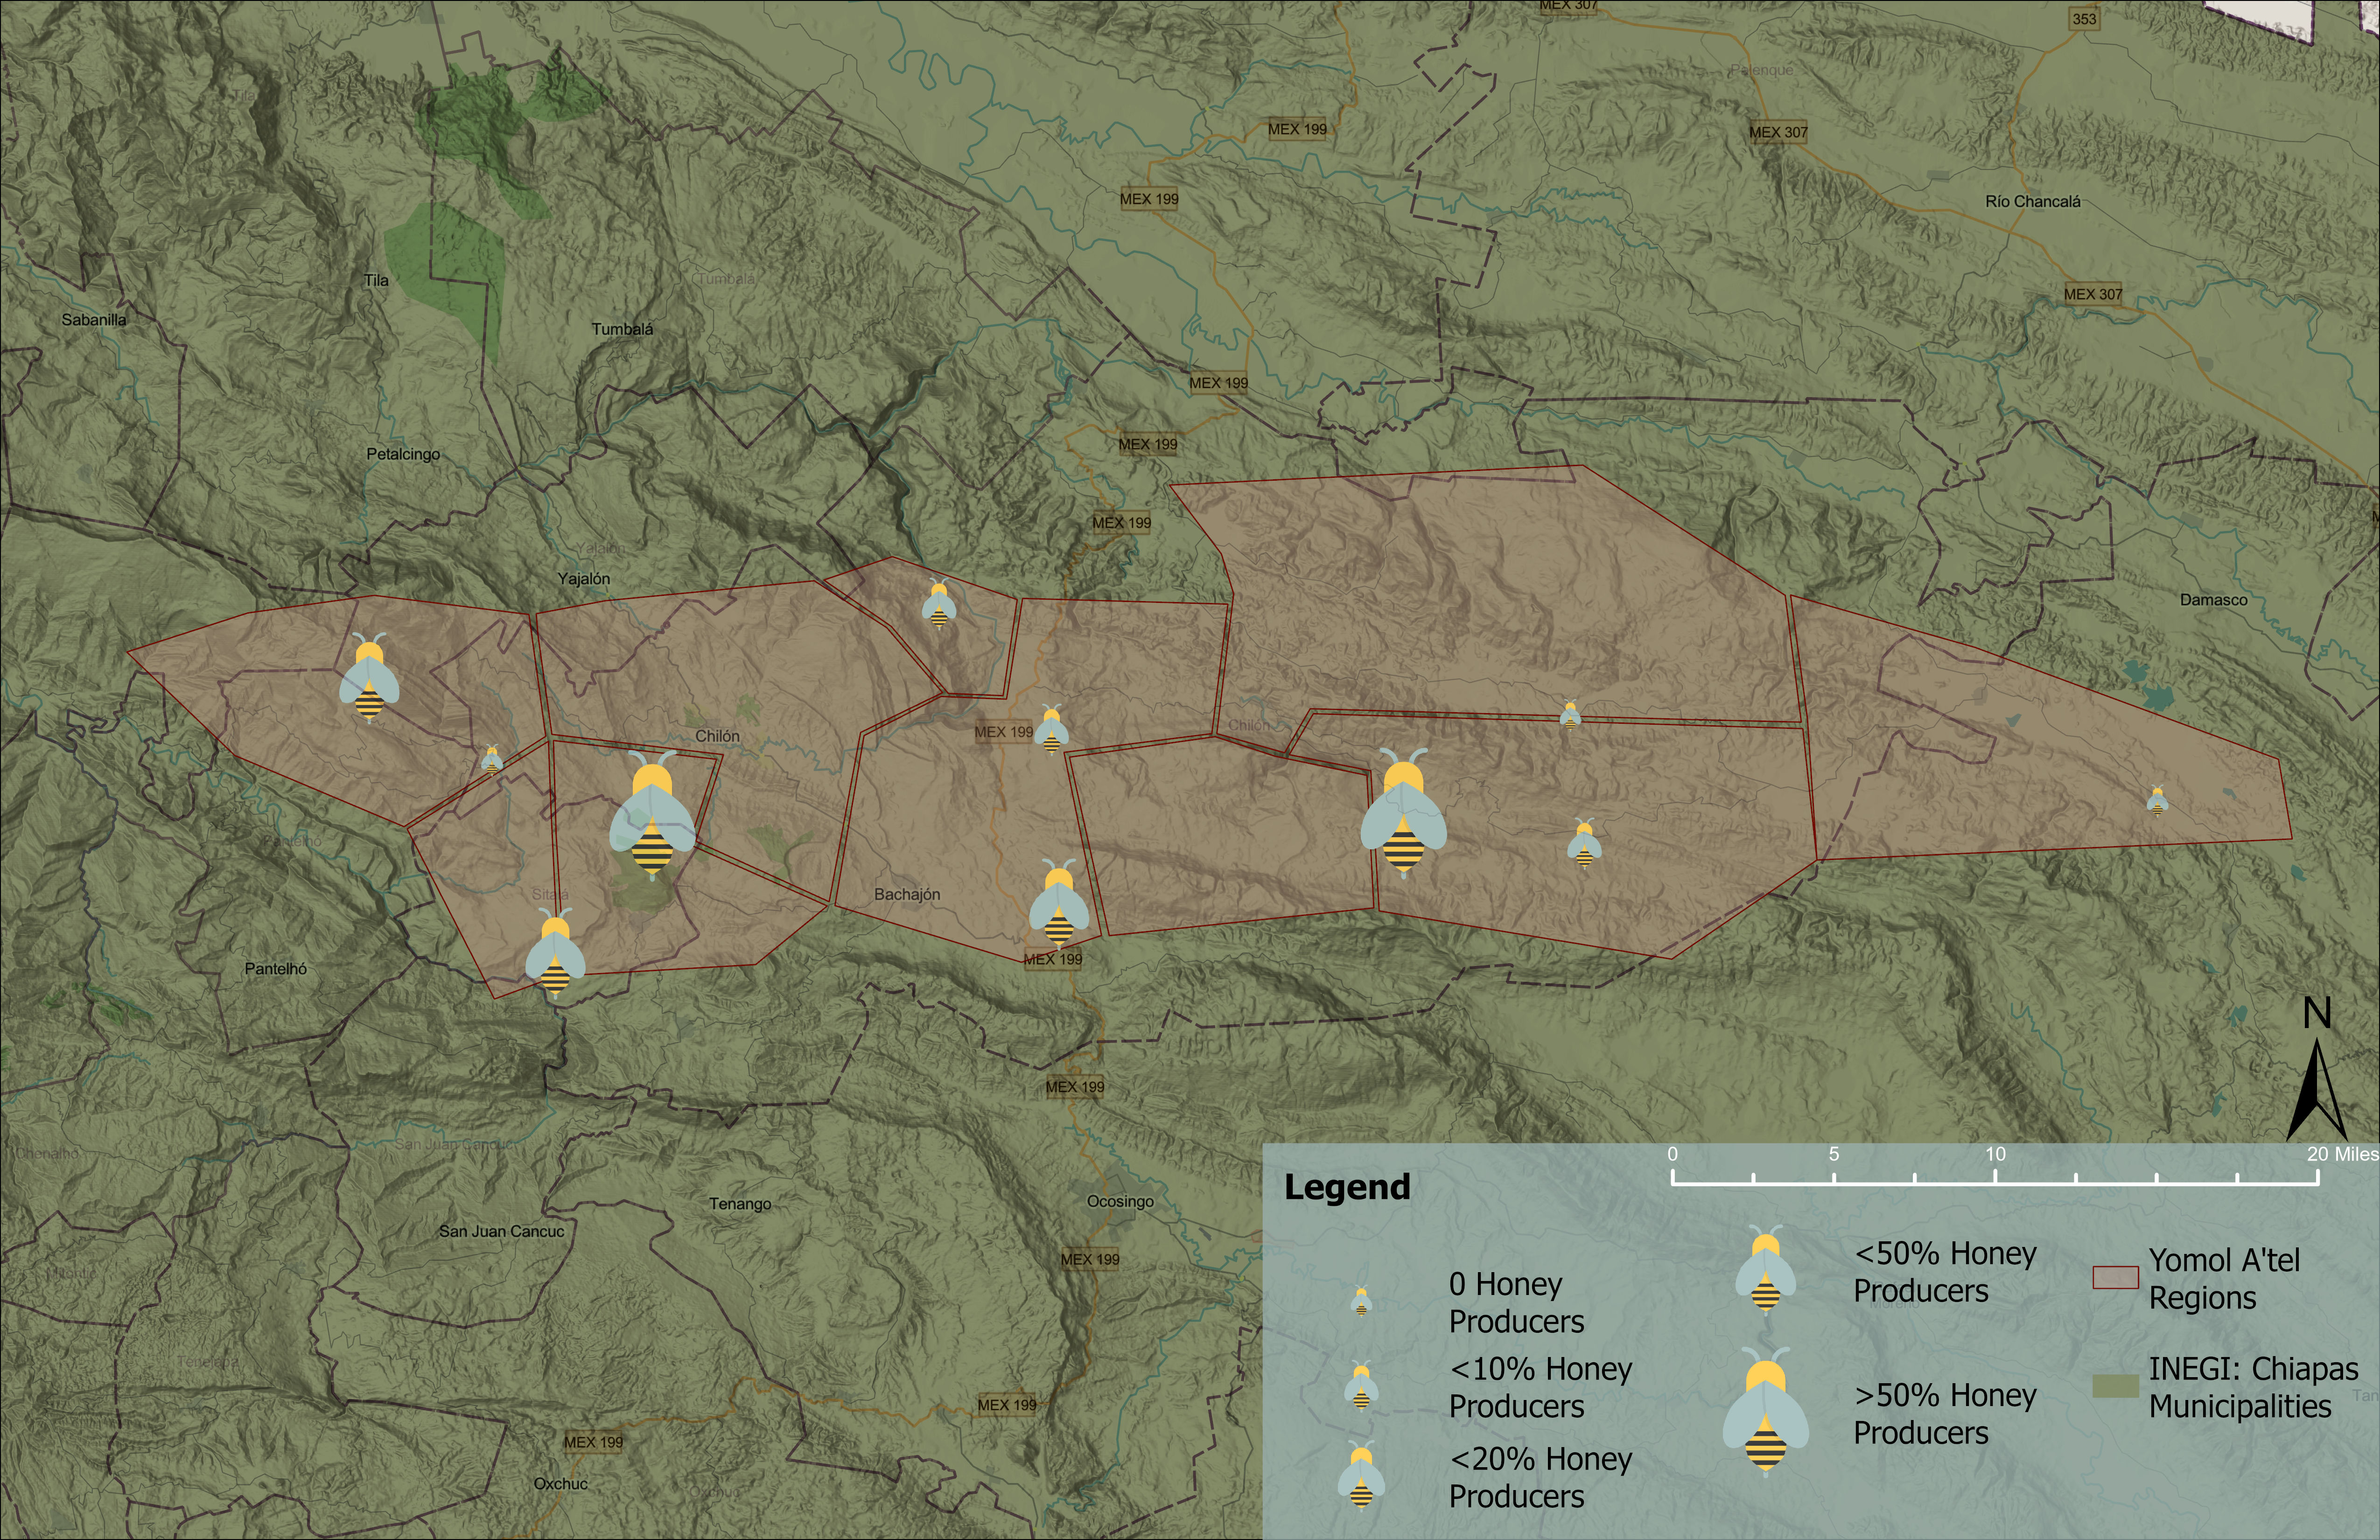 MEX 307
353
Palenque
Tila
MEX 199
MEX 307
MEX 199
Río Chancalá
Tila
Tumbalá
MEX 307
Sabanilla
Tumbalá
MEX 199
Petalcingo
MEX 199
MEX 199
Yajalón
Yajalón
Damasco
Chilón
MEX 199
Chilón
Pantelhó
Sitalá
Bachajón
Pantelhó
MEX 199
N
MEX 199
San Juan Cancuc
Chenalhó
0 5 10 20 Miles
Legend
Tenango
Ocosingo
San Juan Cancuc
MEX 199
Mitontic
<50% Honey
Producers
Yomol A'tel
Regions
0 Honey
Producers
Tenejapa
<10% Honey
Producers
>50% Honey
Producers
INEGI: Chiapas
Municipalities
MEX 199
MEX 199
<20% Honey
Producers
Oxchuc
Oxchuc